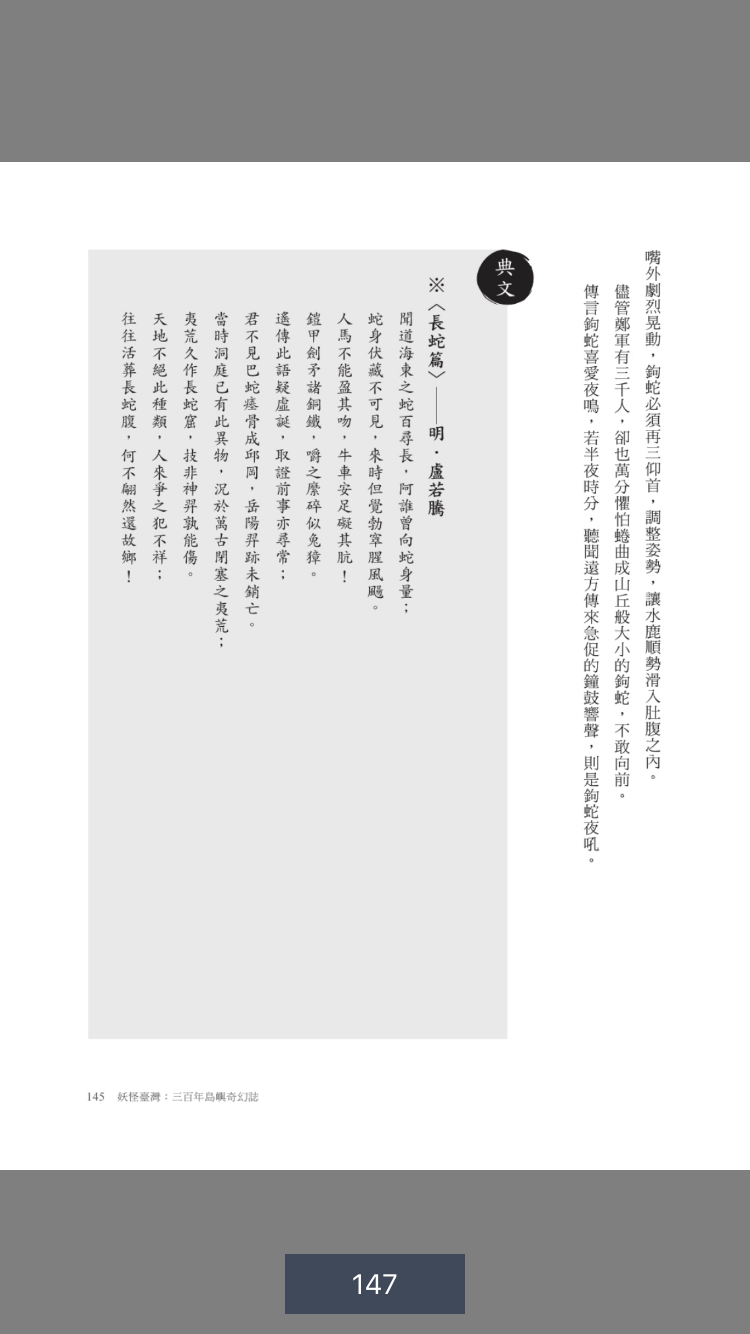 嘴外劇烈晃動，鉤蛇必須再三仰首，調整姿勢，讓水鹿順勢滑入肚腹之內。
儘管鄭軍有三千人，卻也萬分懼怕蜷曲成山丘般大小的鉤蛇，不敢向前。
傳言鉤蛇喜愛夜鳴，若半夜時分，聽聞遠方傳來急促的鐘鼓響聲，則是鉤蛇夜吼。
典文
※〈長蛇篇〉——明．盧若騰
聞道海東之蛇百尋長，阿誰曾向蛇身量；
蛇身伏藏不可見，來時但覺勃窣腥風颺。
人馬不能盈其吻，牛車安足礙其肮！
鎧甲劍矛諸銅鐵，嚼之糜碎似兔獐。
遙傳此語疑虛誕，取證前事亦尋常；
君不見巴蛇瘞骨成邱岡，岳陽羿跡未銷亡。
當時洞庭已有此異物，況於萬古閉塞之夷荒；
夷荒久作長蛇窟，技非神羿孰能傷。
天地不絕此種類，人來爭之犯不祥；
往往活葬長蛇腹，何不翩然還故鄉！
145 妖怪臺灣：三百年島嶼奇幻誌
147